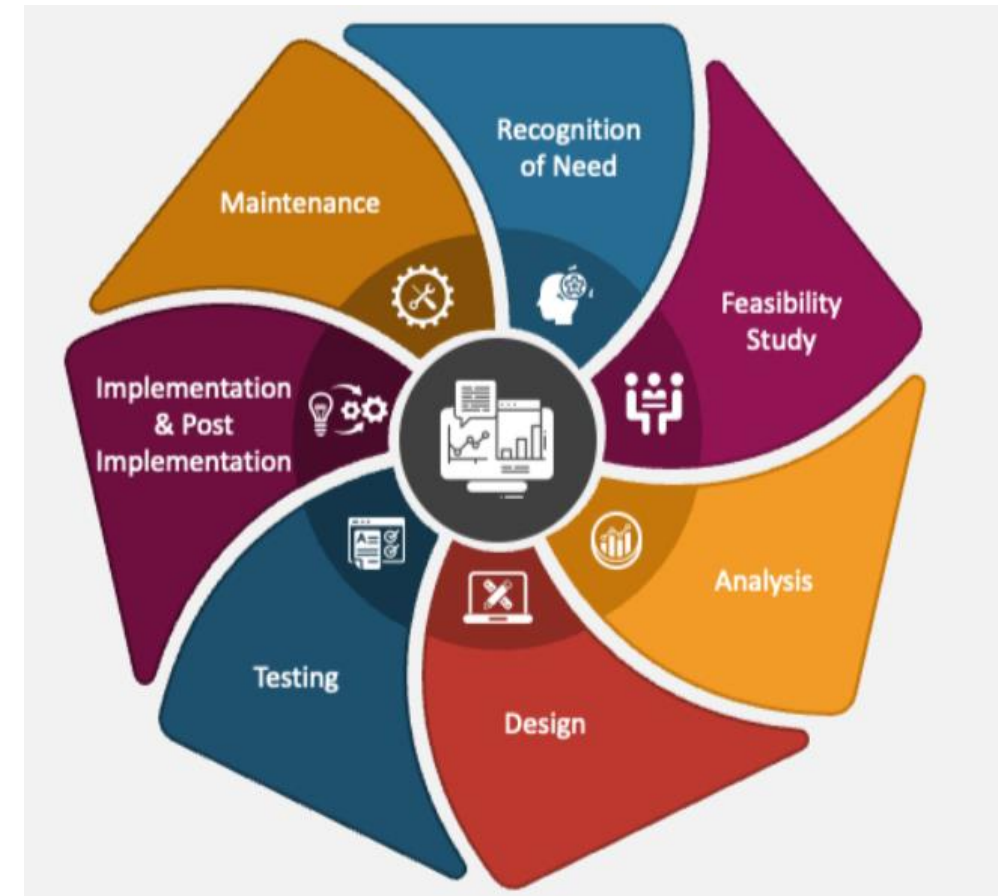 Recognition
of Need
Feasibility
Study
Analysis
Design
Testing
Implementation
& Post
Implementation
Maintenance